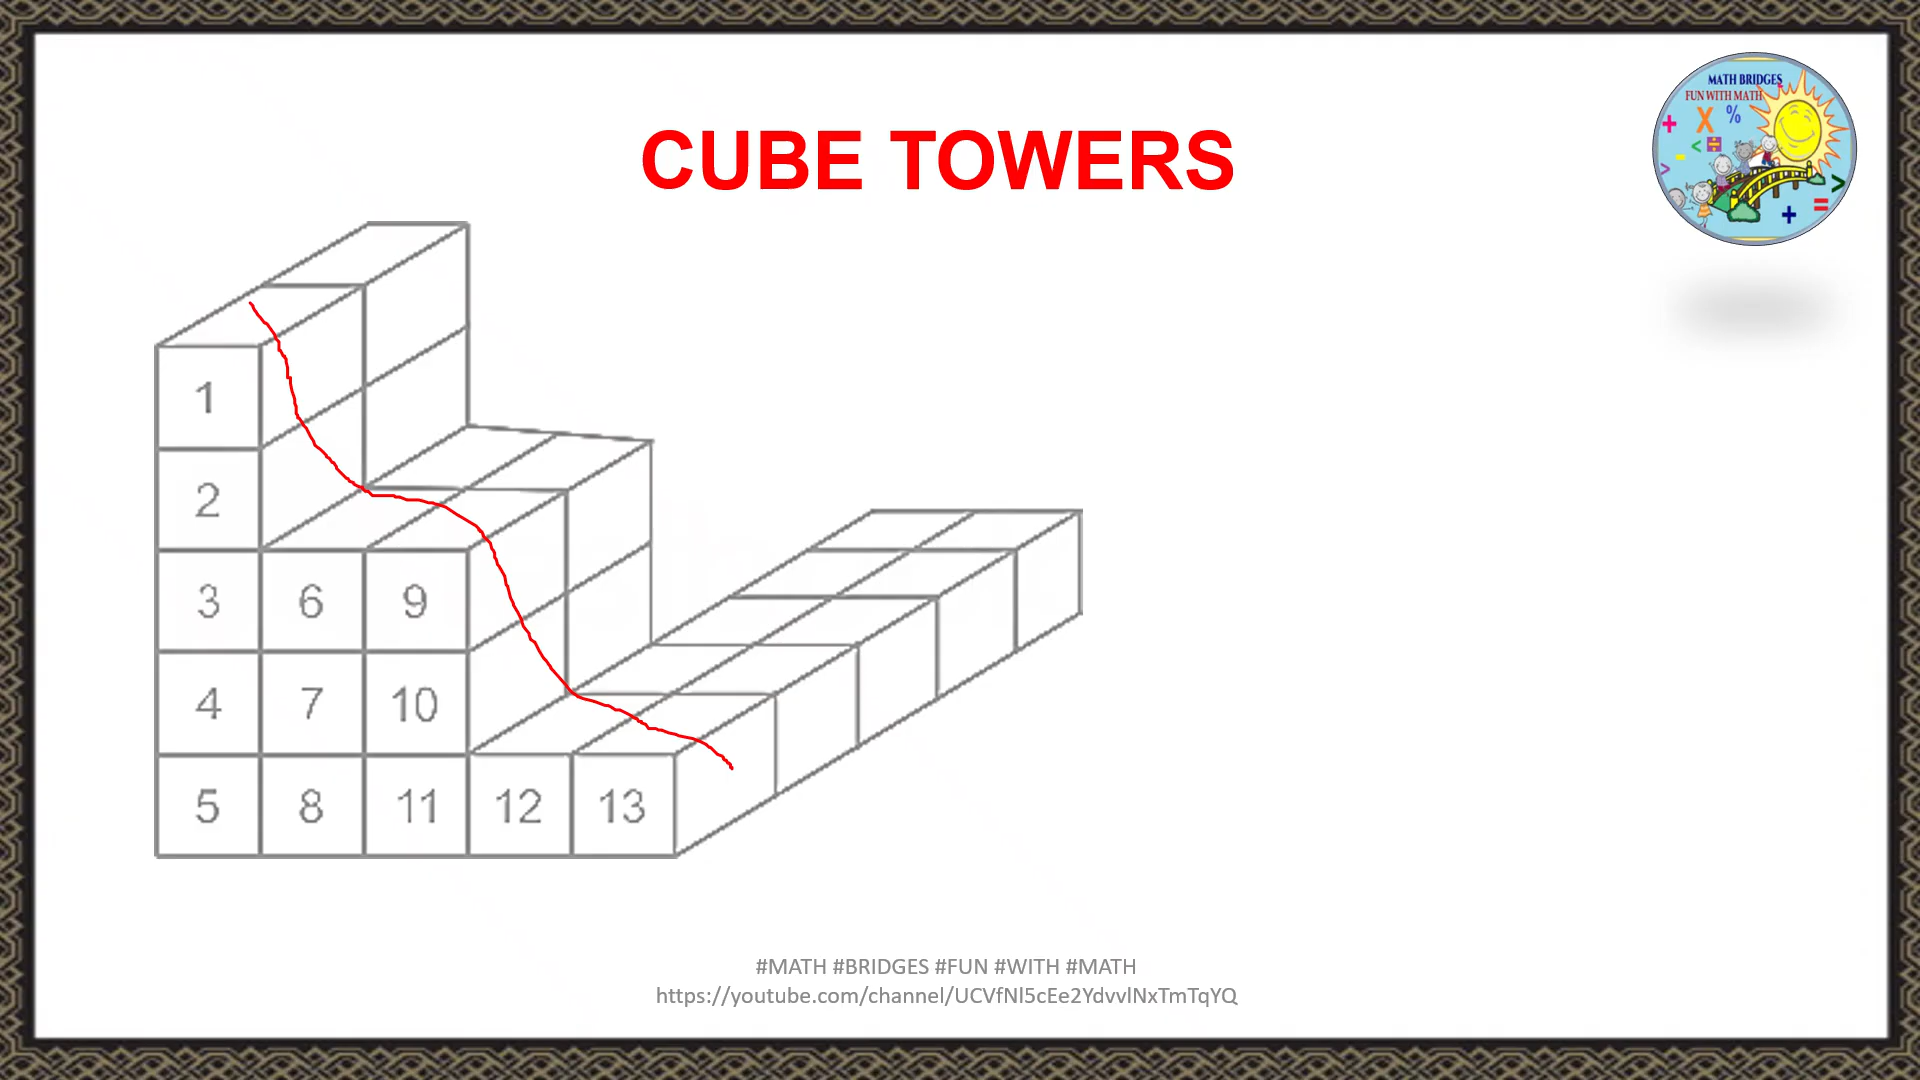 MATH BRIDGES
FUN WITH MATH
+ X %
< ÷
> - >
+ =
CUBE TOWERS
1
2
3 6 9
4 7 10
5 8 11 12 13
#MATH #BRIDGES #FUN #WITH #MATH
https://youtube.com/channel/UCVfNl5cEe2YdvvlNxTmTqYQ